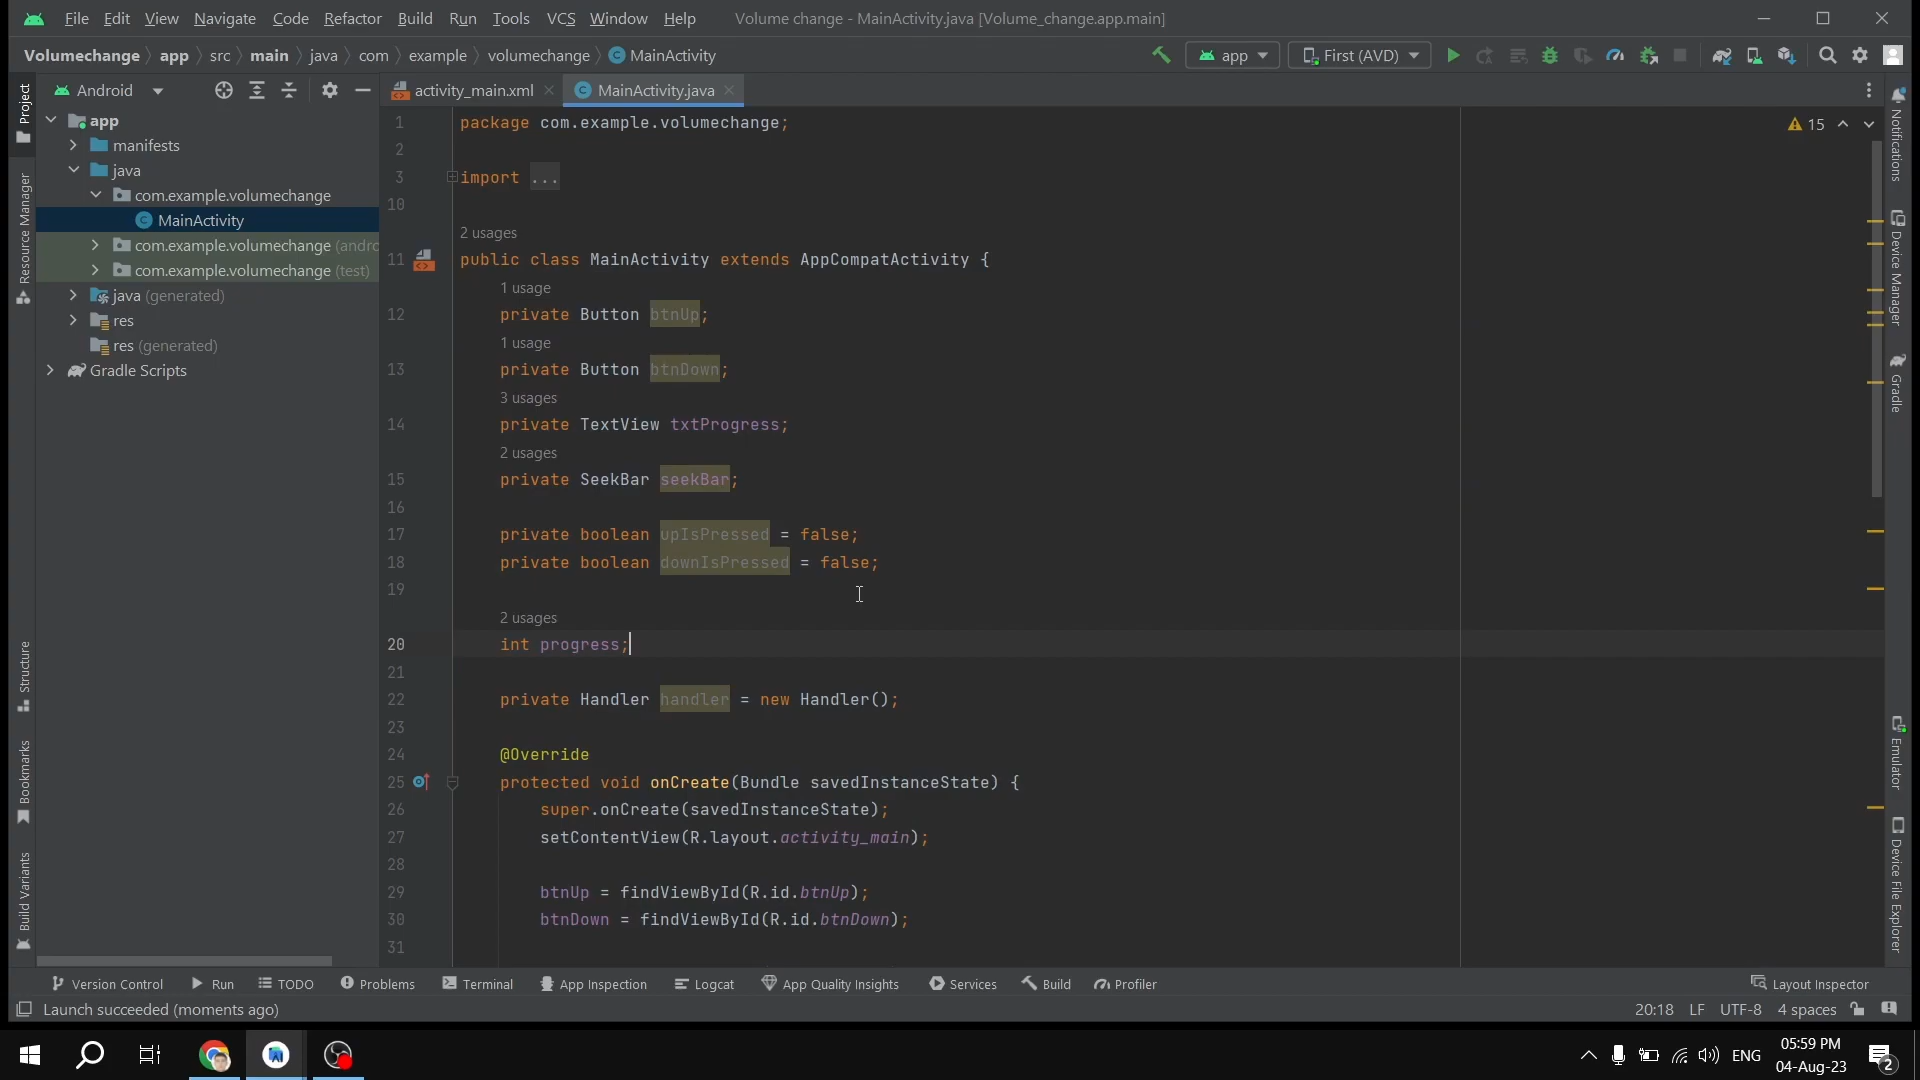 File Edit View Navigate Code Refactor Build Run Tools VCS Window Help Volume change - MainActivity.java [Volume_change.app.main]
Volumechange app src main java com example volumechange MainActivity app First (AVD)
Project
Android
activity_main.xml MainActivity.java
app
manifests
java
com.example.volumechange
MainActivity
com.example.volumechange (andro
com.example.volumechange (test)
java (generated)
res
res (generated)
Gradle Scripts
Resource Manager
Structure
Bookmarks
Build Variants
15
1 package com.example.volumechange;
2
3 import ...
10
2 usages
11 public class MainActivity extends AppCompatActivity {
1 usage
12 private Button btnUp;
1 usage
13 private Button btnDown;
3 usages
14 private TextView txtProgress;
2 usages
15 private SeekBar seekBar;
16
17 private boolean upIsPressed = false;
18 private boolean downIsPressed = false;
19
2 usages
20 int progress;
21
22 private Handler handler = new Handler();
23
24 @Override
25 protected void onCreate(Bundle savedInstanceState) {
26 super.onCreate(savedInstanceState);
27 setContentView(R.layout.activity_main);
28
29 btnUp = findViewById(R.id.btnUp);
30 btnDown = findViewById(R.id.btnDown);
31
Notifications
Device Manager
Gradle
Emulator
Device File Explorer
Version Control Run TODO Problems Terminal App Inspection Logcat App Quality Insights Services Build Profiler Layout Inspector
Launch succeeded (moments ago) 20:18 LF UTF-8 4 spaces
ENG
05:59 PM
04-Aug-23
2